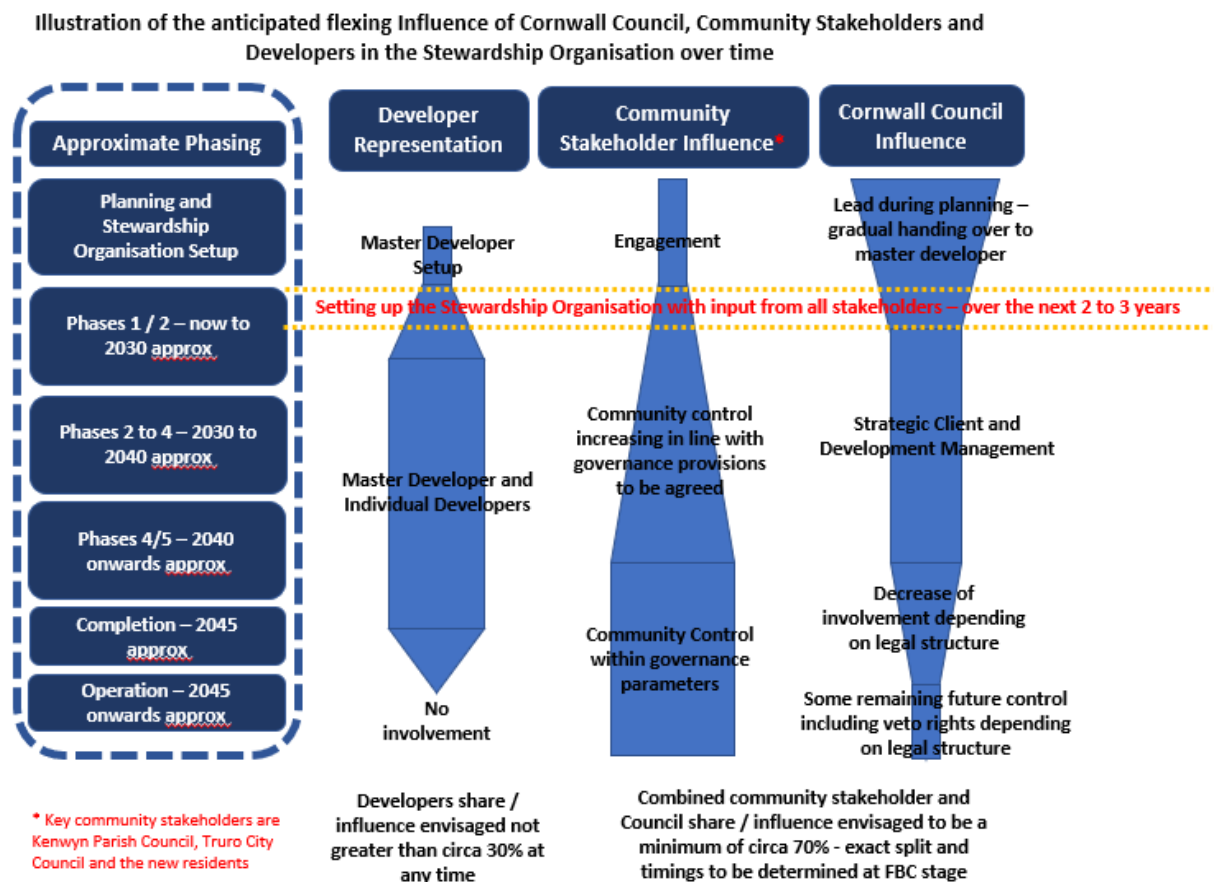 Illustration of the anticipated flexing Influence of Cornwall Council, Community Stakeholders and
Developers in the Stewardship Organisation over time
Approximate Phasing
Planning and
Stewardship
Organisation Setup
Phases 1 / 2 – now to
2030 approx
Phases 2 to 4 – 2030 to
2040 approx
Phases 4/5 – 2040
onwards approx
Completion – 2045
approx
Operation – 2045
onwards approx
* Key community stakeholders are
Kenwyn Parish Council, Truro City
Council and the new residents
Developer
Representation
Master Developer
Setup
Setting up the Stewardship Organisation with input from all stakeholders – over the next 2 to 3 years
Master Developer and
Individual Developers
No
involvement
Developers share /
influence envisaged not
greater than circa 30% at
any time
Community
Stakeholder Influence*
Engagement
Community control
increasing in line with
governance provisions
to be agreed
Community Control
within governance
parameters
Cornwall Council
Influence
Lead during planning –
gradual handing over to
master developer
Strategic Client and
Development Management
Decrease of
involvement depending
on legal structure
Some remaining future control
including veto rights depending
on legal structure
Combined community stakeholder and
Council share / influence envisaged to be a
minimum of circa 70% - exact split and
timings to be determined at FBC stage